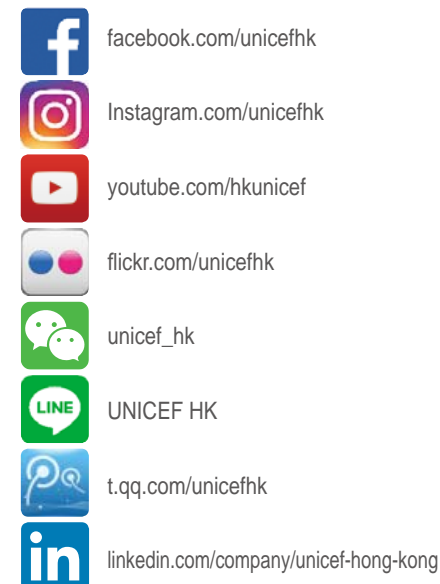 facebook.com/unicefhk
Instagram.com/unicefhk
youtube.com/hkunicef
flickr.com/unicefhk
unicef_hk
LINE UNICEF HK
t.qq.com/unicefhk
in linkedin.com/company/unicef-hong-kong